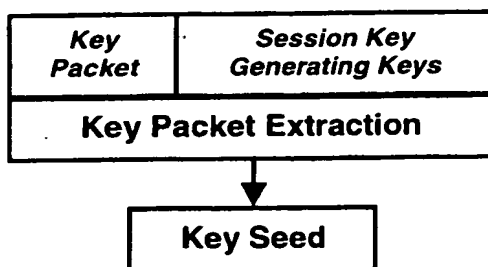 Key
Packet
Session Key
Generating Keys
Key Packet Extraction
Key Seed